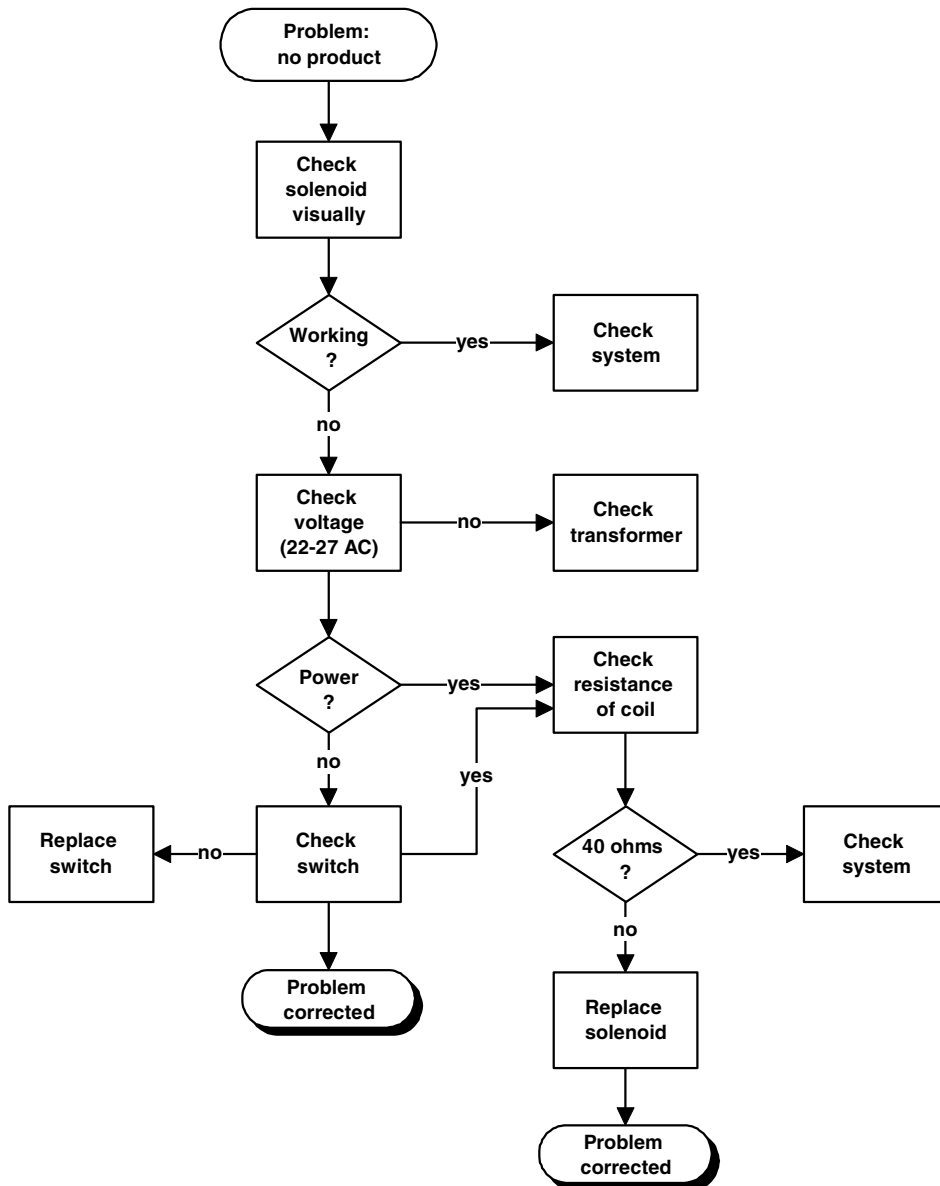 Problem:
no product
Check
solenoid
visually
Working
?
yes
Check
system
no
Check
voltage
(22-27 AC)
no
Check
transformer
Power
?
yes
Check
resistance
of coil
no
yes
Replace
switch
no
Check
switch
40 ohms
?
yes
Check
system
no
Problem
corrected
Replace
solenoid
Problem
corrected